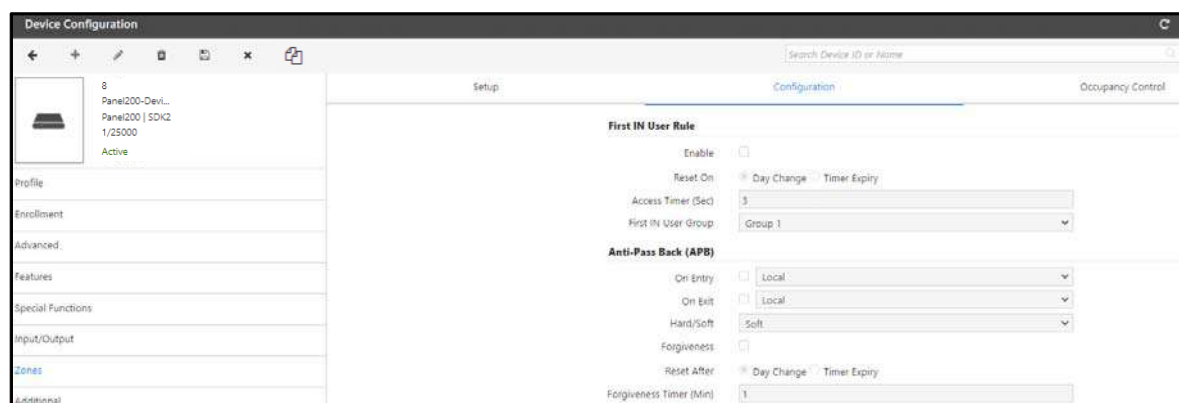 Device Configuration
Search Device ID or Name
8
Panel200-Devi...
Panel200 | SDK2
1/25000
Active
Profile
Enrollment
Advanced
Features
Special Functions
Input/Output
Zones
Additional
Setup Configuration Occupancy Control
First IN User Rule
Enable
Reset On Day Change Timer Expiry
Access Timer (Sec) 3
First IN User Group Group 1
Anti-Pass Back (APB)
On Entry Local
On Exit Local
Hard/Soft Soft
Forgiveness
Reset After Day Change Timer Expiry
Forgiveness Timer (Min) 1